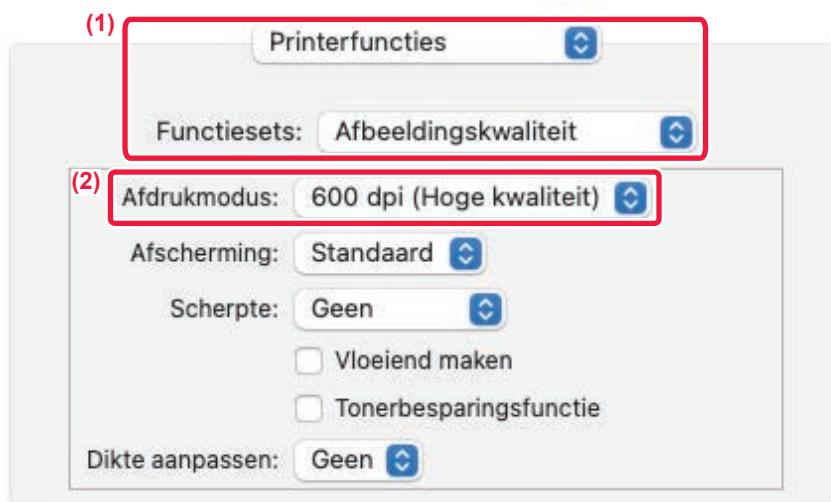 (1)
Printerfuncties
Functiesets: Afbeeldingskwaliteit
(2)
Afdrukmodus: 600 dpi (Hoge kwaliteit)
Afscherming: Standaard
Scherpte: Geen
Vloeiend maken
Tonerbesparingsfunctie
Dikte aanpassen: Geen